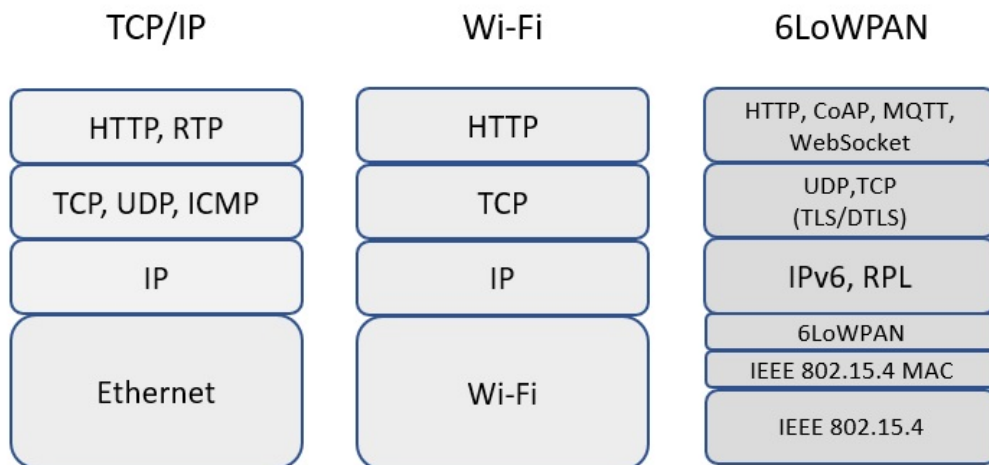 TCP/IP
Wi-Fi
6LoWPAN
HTTP, RTP
HTTP
HTTP, CoAP, MQTT,
WebSocket
TCP, UDP, ICMP
TCP
UDP,TCP
(TLS/DTLS)
IP
IP
IPv6, RPL
Ethernet
Wi-Fi
6LoWPAN
IEEE 802.15.4 MAC
IEEE 802.15.4